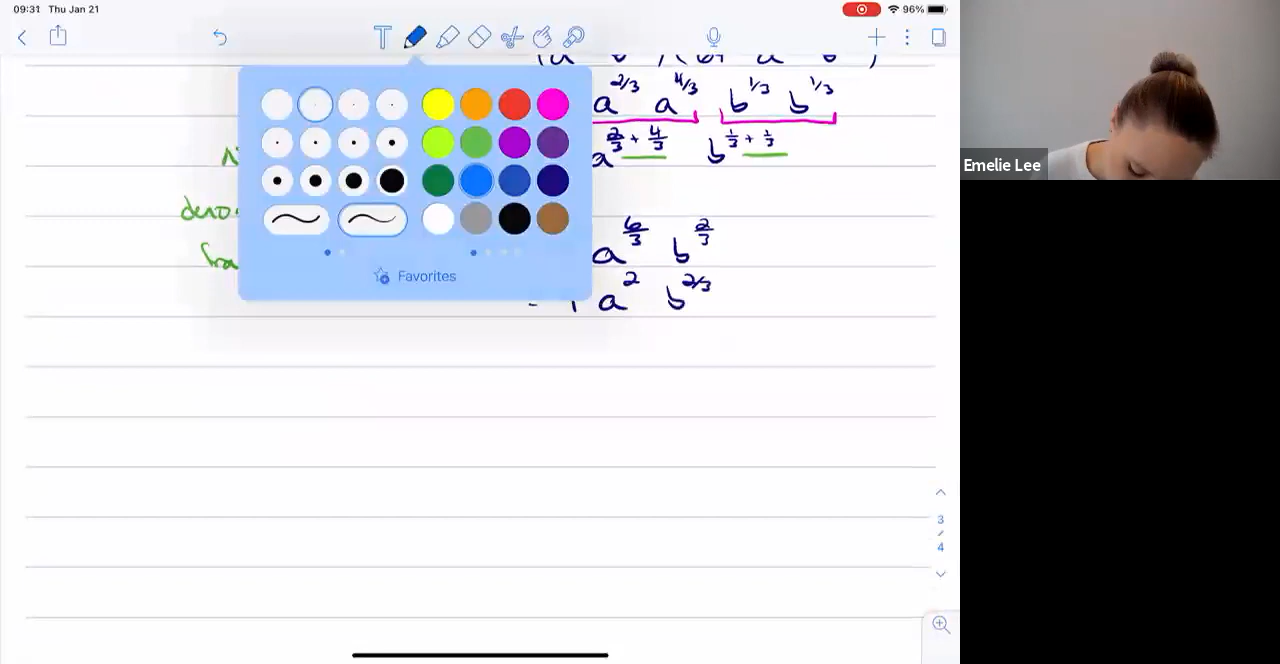 09:31 Thu Jan 21
96%
T
a^{2/3} a^{4/3} b^{1/3} b^{1/3}
a^{2/3 + 4/3} b^{1/3 + 1/3}
a^{6/3} b^{2/3}
a^2 b^{2/3}
Favorites
3
/
4
Emelie Lee